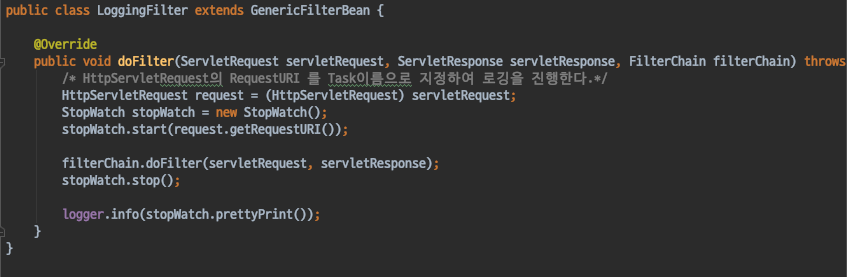 public class LoggingFilter extends GenericFilterBean {
@Override
public void doFilter(ServletRequest servletRequest, ServletResponse servletResponse, FilterChain filterChain) throws
/* HttpServletRequest의 RequestURI 를 Task이름으로 지정하여 로깅을 진행한다.*/
HttpServletRequest request = (HttpServletRequest) servletRequest;
StopWatch stopWatch = new StopWatch();
stopWatch.start(request.getRequestURI());
filterChain.doFilter(servletRequest, servletResponse);
stopWatch.stop();
logger.info(stopWatch.prettyPrint());
}
}